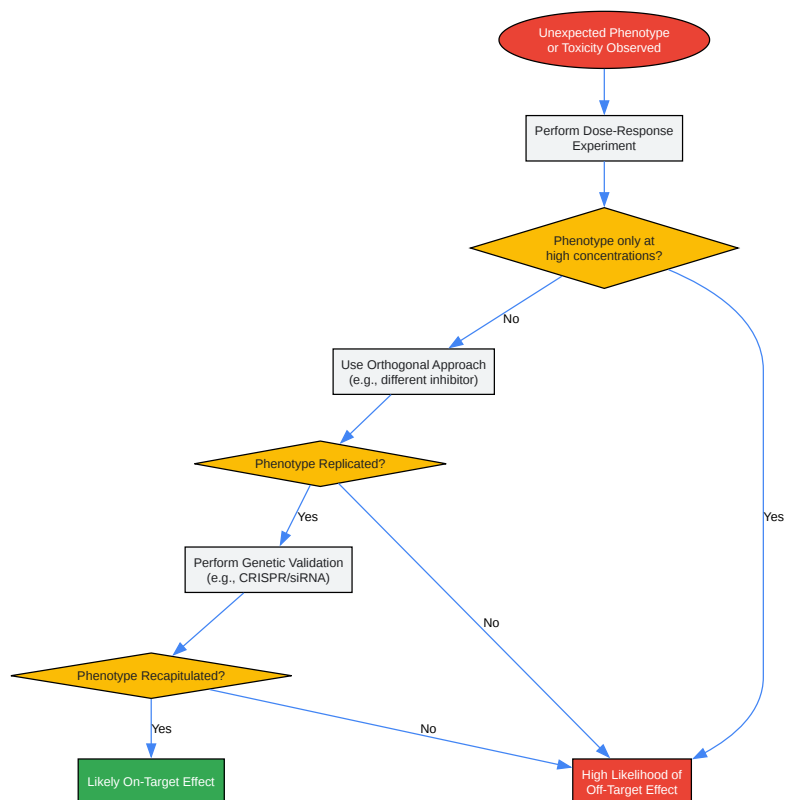 Unexpected Phenotype
or Toxicity Observed
Perform Dose-Response
Experiment
Phenotype only at
high concentrations?
No
Use Orthogonal Approach
(e.g., different inhibitor)
Phenotype Replicated?
Yes
Yes
Perform Genetic Validation
(e.g., CRISPR/siRNA)
No
Phenotype Recapitulated?
Yes
No
Likely On-Target Effect
High Likelihood of
Off-Target Effect